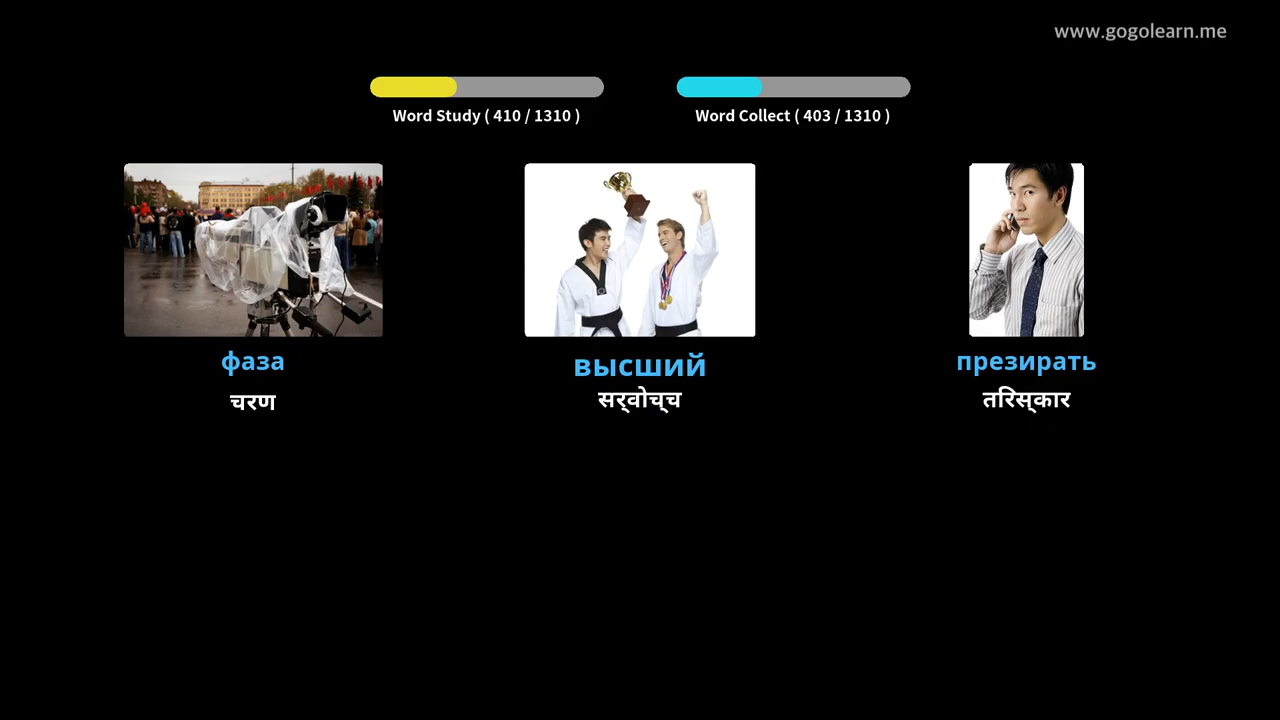 www.gogolearn.me
Word Study ( 410 / 1310 )
Word Collect ( 403 / 1310 )
фаза
высший
презирать
चरण
सर्वोच्च
तिरस्कार